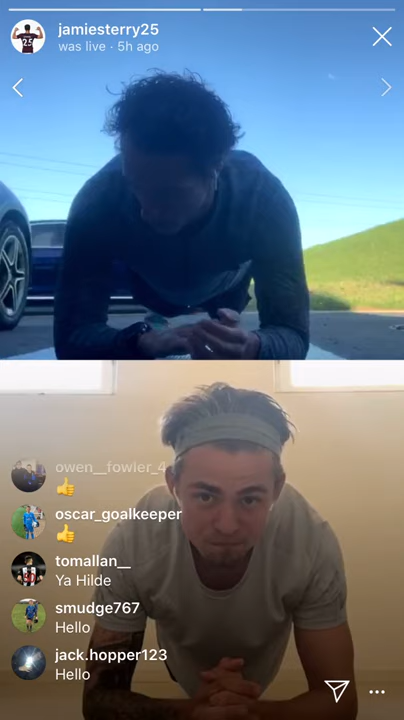 jamiesterry25
was live · 5h ago
owen__fowler_4
👍
oscar_goalkeeper
👍
tomallan__
Ya Hilde
smudge767
Hello
jack.hopper123
Hello